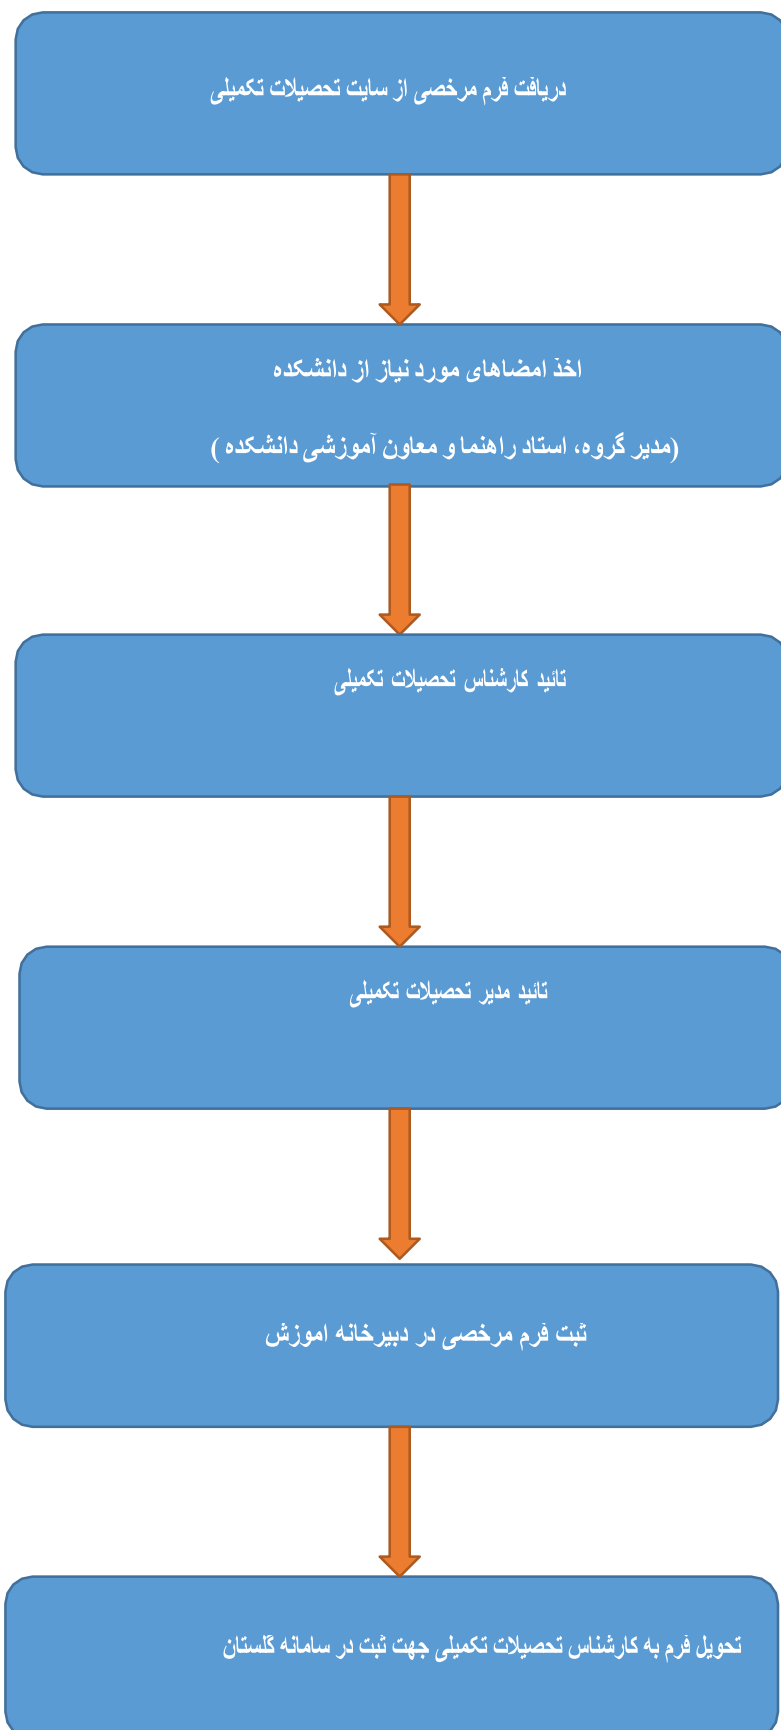 دریافت فرم مرخصی از سایت تحصیلات تکمیلی
اخذ امضاهای مورد نیاز از دانشکده
(مدیر گروه، استاد راهنما و معاون آموزشی دانشکده )
تائید کارشناس تحصیلات تکمیلی
تائید مدیر تحصیلات تکمیلی
ثبت فرم مرخصی در دبیرخانه اموزش
تحویل فرم به کارشناس تحصیلات تکمیلی جهت ثبت در سامانه گلستان